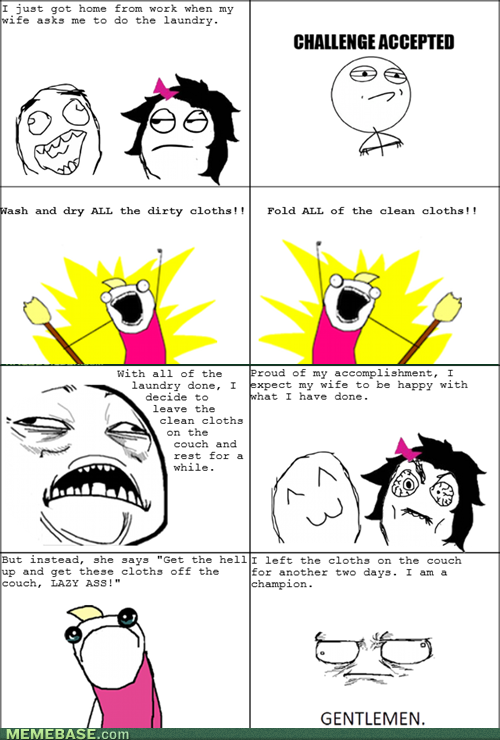 I just got home from work when my
wife asks me to do the laundry.
CHALLENGE ACCEPTED
Wash and dry ALL the dirty cloths!!
Fold ALL of the clean cloths!!
With all of the
laundry done, I
decide to
leave the
clean cloths
on the
couch and
rest for a
while.
Proud of my accomplishment, I
expect my wife to be happy with
what I have done.
But instead, she says "Get the hell
up and get these cloths off the
couch, LAZY ASS!"
I left the cloths on the couch
for another two days. I am a
champion.
GENTLEMEN.
MEMEBASE.com